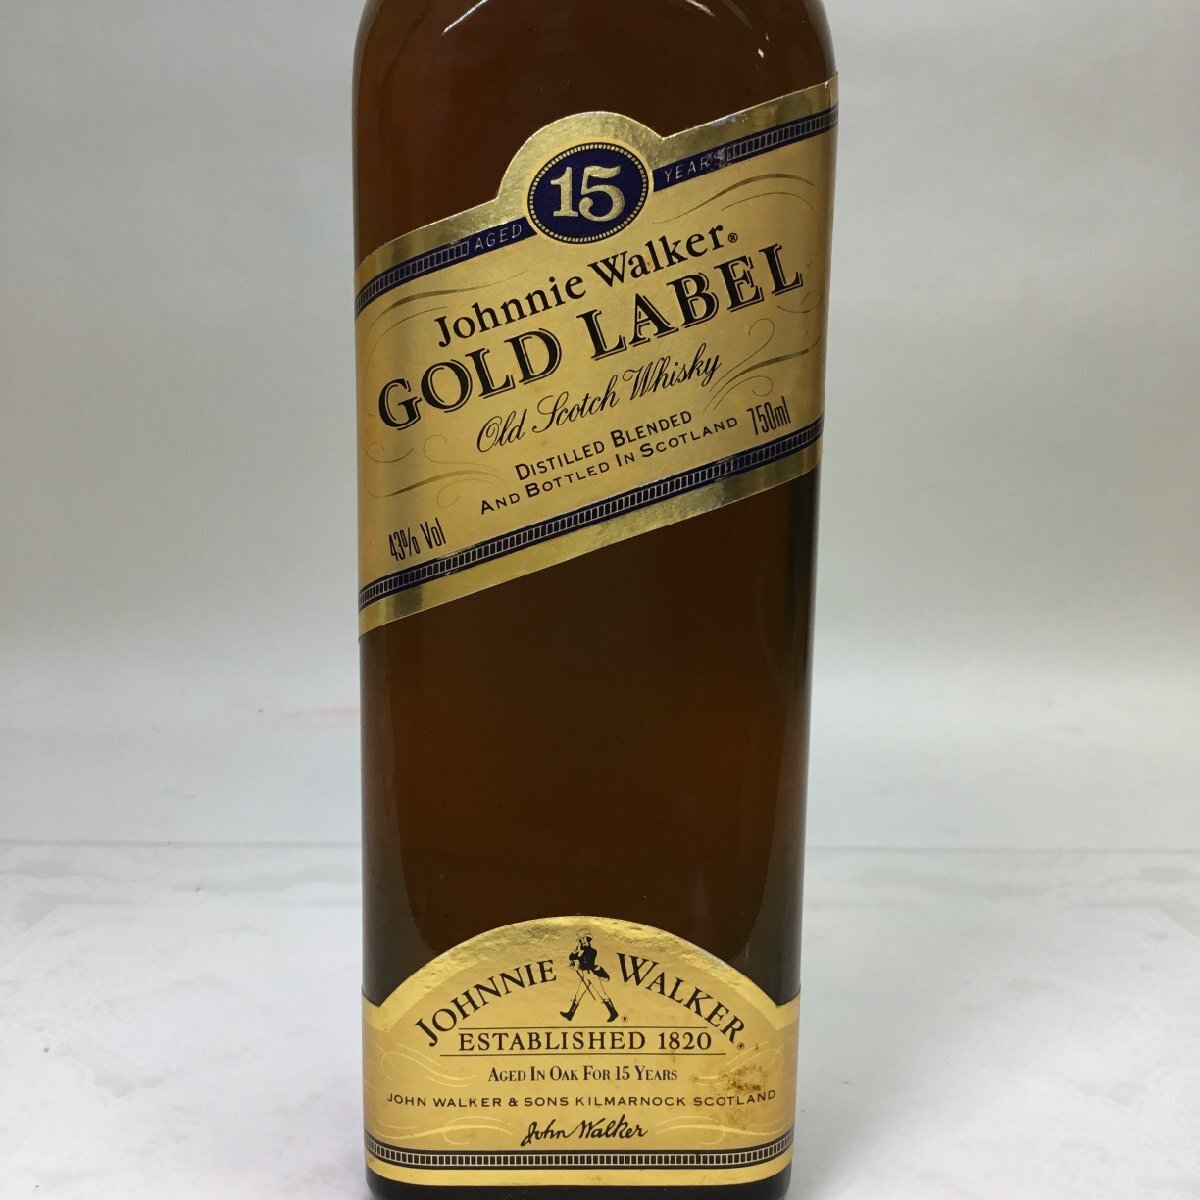 AGED 15 YEARS
Johnnie Walker®
GOLD LABEL
Old Scotch Whisky
DISTILLED BLENDED
AND BOTTLED IN SCOTLAND 750ml
43% Vol
JOHNNIE WALKER®
ESTABLISHED 1820
AGED IN OAK FOR 15 YEARS
JOHN WALKER & SONS KILMARNOCK SCOTLAND
John Walker